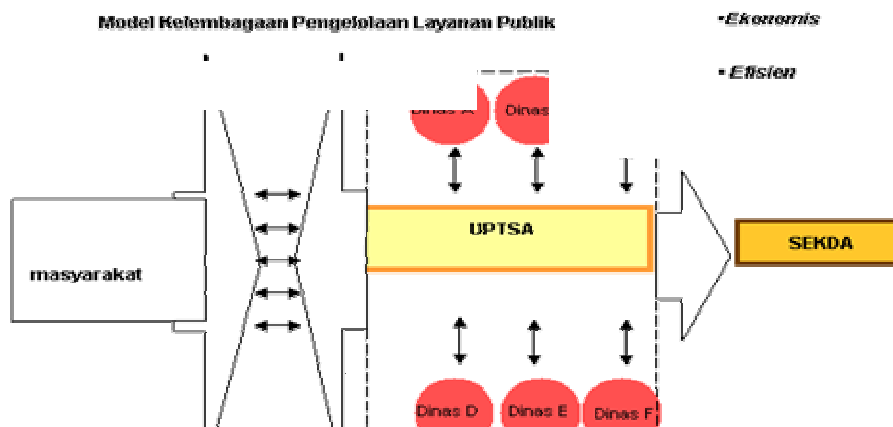 Model Kelembagaan Pengelolaan Layanan Publik
•Ekonomis
• Efisien
Dinas A
Dinas
UPTSA
SEKDA
masyarakat
Dinas D
Dinas E
Dinas F